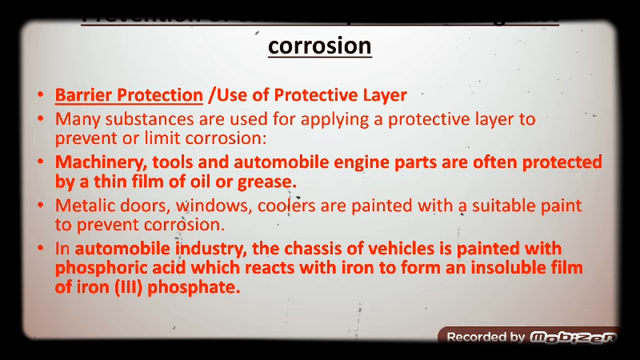 corrosion
• Barrier Protection /Use of Protective Layer
• Many substances are used for applying a protective layer to
prevent or limit corrosion:
• Machinery, tools and automobile engine parts are often protected
by a thin film of oil or grease.
• Metalic doors, windows, coolers are painted with a suitable paint
to prevent corrosion.
• In automobile industry, the chassis of vehicles is painted with
phosphoric acid which reacts with iron to form an insoluble film
of iron (III) phosphate.
Recorded by MobiZen